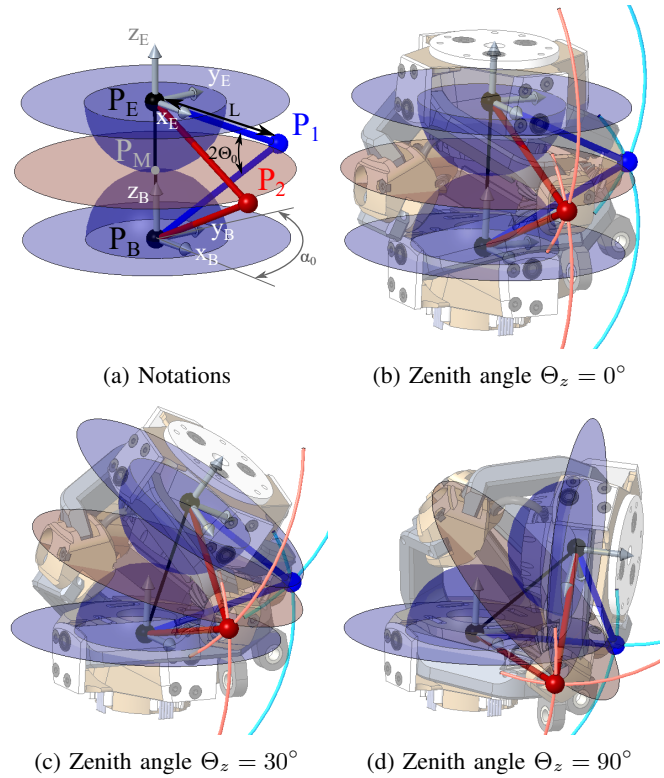 z_E
y_E
P_E
L
x_E
P_1
2Θ_0
P_M
P_2
z_B
P_B
y_B
x_B
α_0
(a) Notations
(b) Zenith angle Θ_z = 0°
(c) Zenith angle Θ_z = 30°
(d) Zenith angle Θ_z = 90°